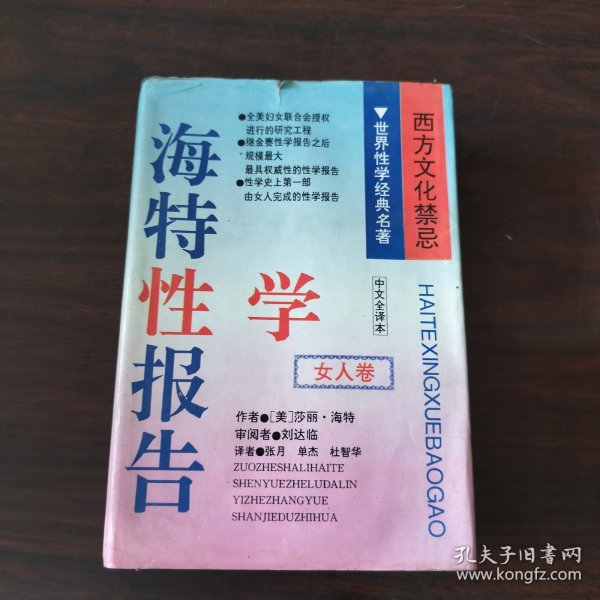 西方文化禁忌
▼世界性学经典名著
●全美妇女联合会授权
进行的研究工程
●继金赛性学报告之后
规模最大
最具权威性的性学报告
●性学史上第一部
由女人完成的性学报告
海特性学报告
中文全译本
女人卷
HAITEXINGXUEBAOGAO
作者●[美]莎丽·海特
审阅者●刘达临
译者●张月 单杰 杜智华
ZUOZHESHALIHAITE
SHENYUEZHELUDALIN
YIZHEZHANGYUE
SHANJIEDUZHIHUA
孔夫子旧书网
www.kongfz.com